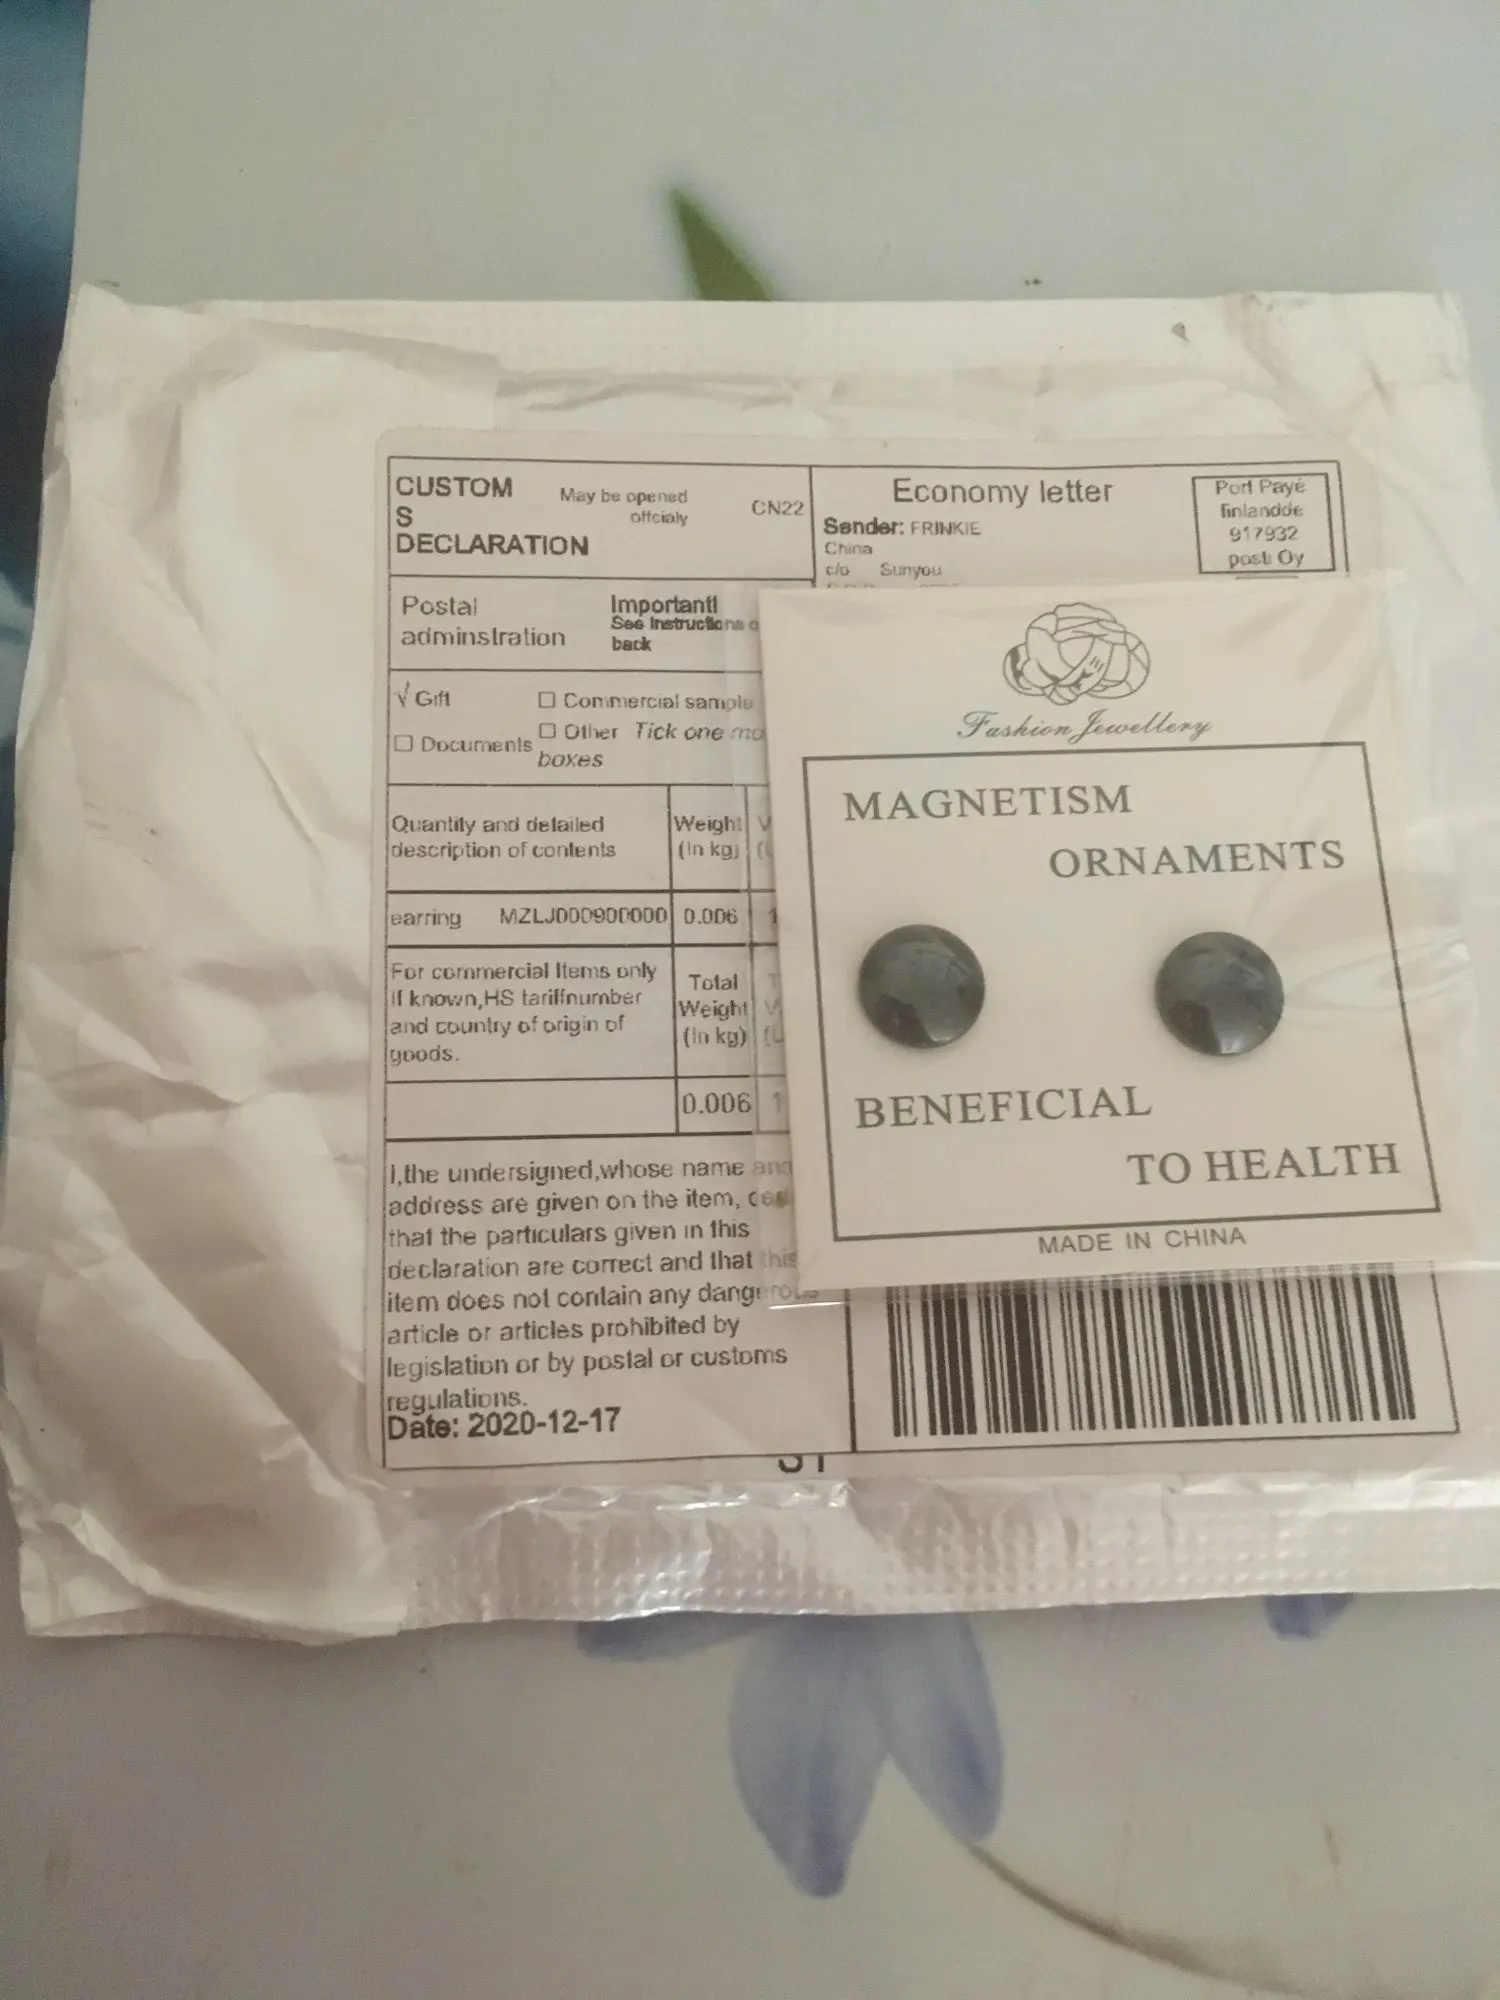 CUSTOM
S
DECLARATION
May be opened
offcialy
CN22
Economy letter
Sender: FRINKIE
China
c/o Sunyou
Port Payé
finlandde
917932
posti Oy
Postal
adminstration
Important!
See Instructions
back
√ Gift
□ Commercial sample
□ Documents
□ Other Tick one
boxes
Quantity and detailed
description of contents
Weight
(In kg)
earring MZLJ000900000 0.006
For commercial Items only
If known,HS tariffnumber
and country of origin of
goods.
Total
Weight
(In kg)
0.006
I,the undersigned,whose name and
address are given on the item,
that the particulars given in this
declaration are correct and that this
item does not contain any dangerous
article or articles prohibited by
legislation or by postal or customs
regulations.
Date: 2020-12-17
Fashion Jewellery
MAGNETISM
ORNAMENTS
BENEFICIAL
TO HEALTH
MADE IN CHINA